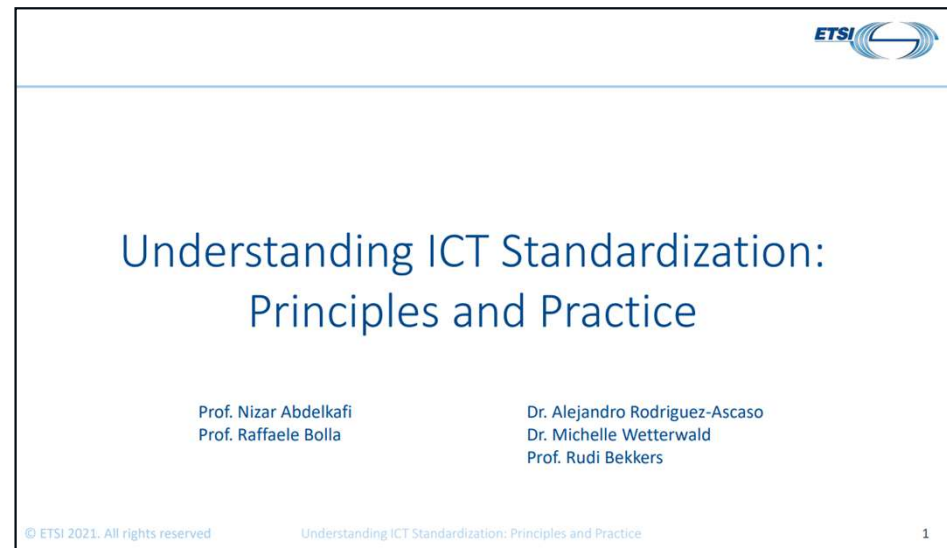 ETSI
Understanding ICT Standardization:
Principles and Practice
Prof. Nizar Abdelkafi
Prof. Raffaele Bolla
Dr. Alejandro Rodriguez-Ascaso
Dr. Michelle Wetterwald
Prof. Rudi Bekkers
© ETSI 2021. All rights reserved
Understanding ICT Standardization: Principles and Practice
1